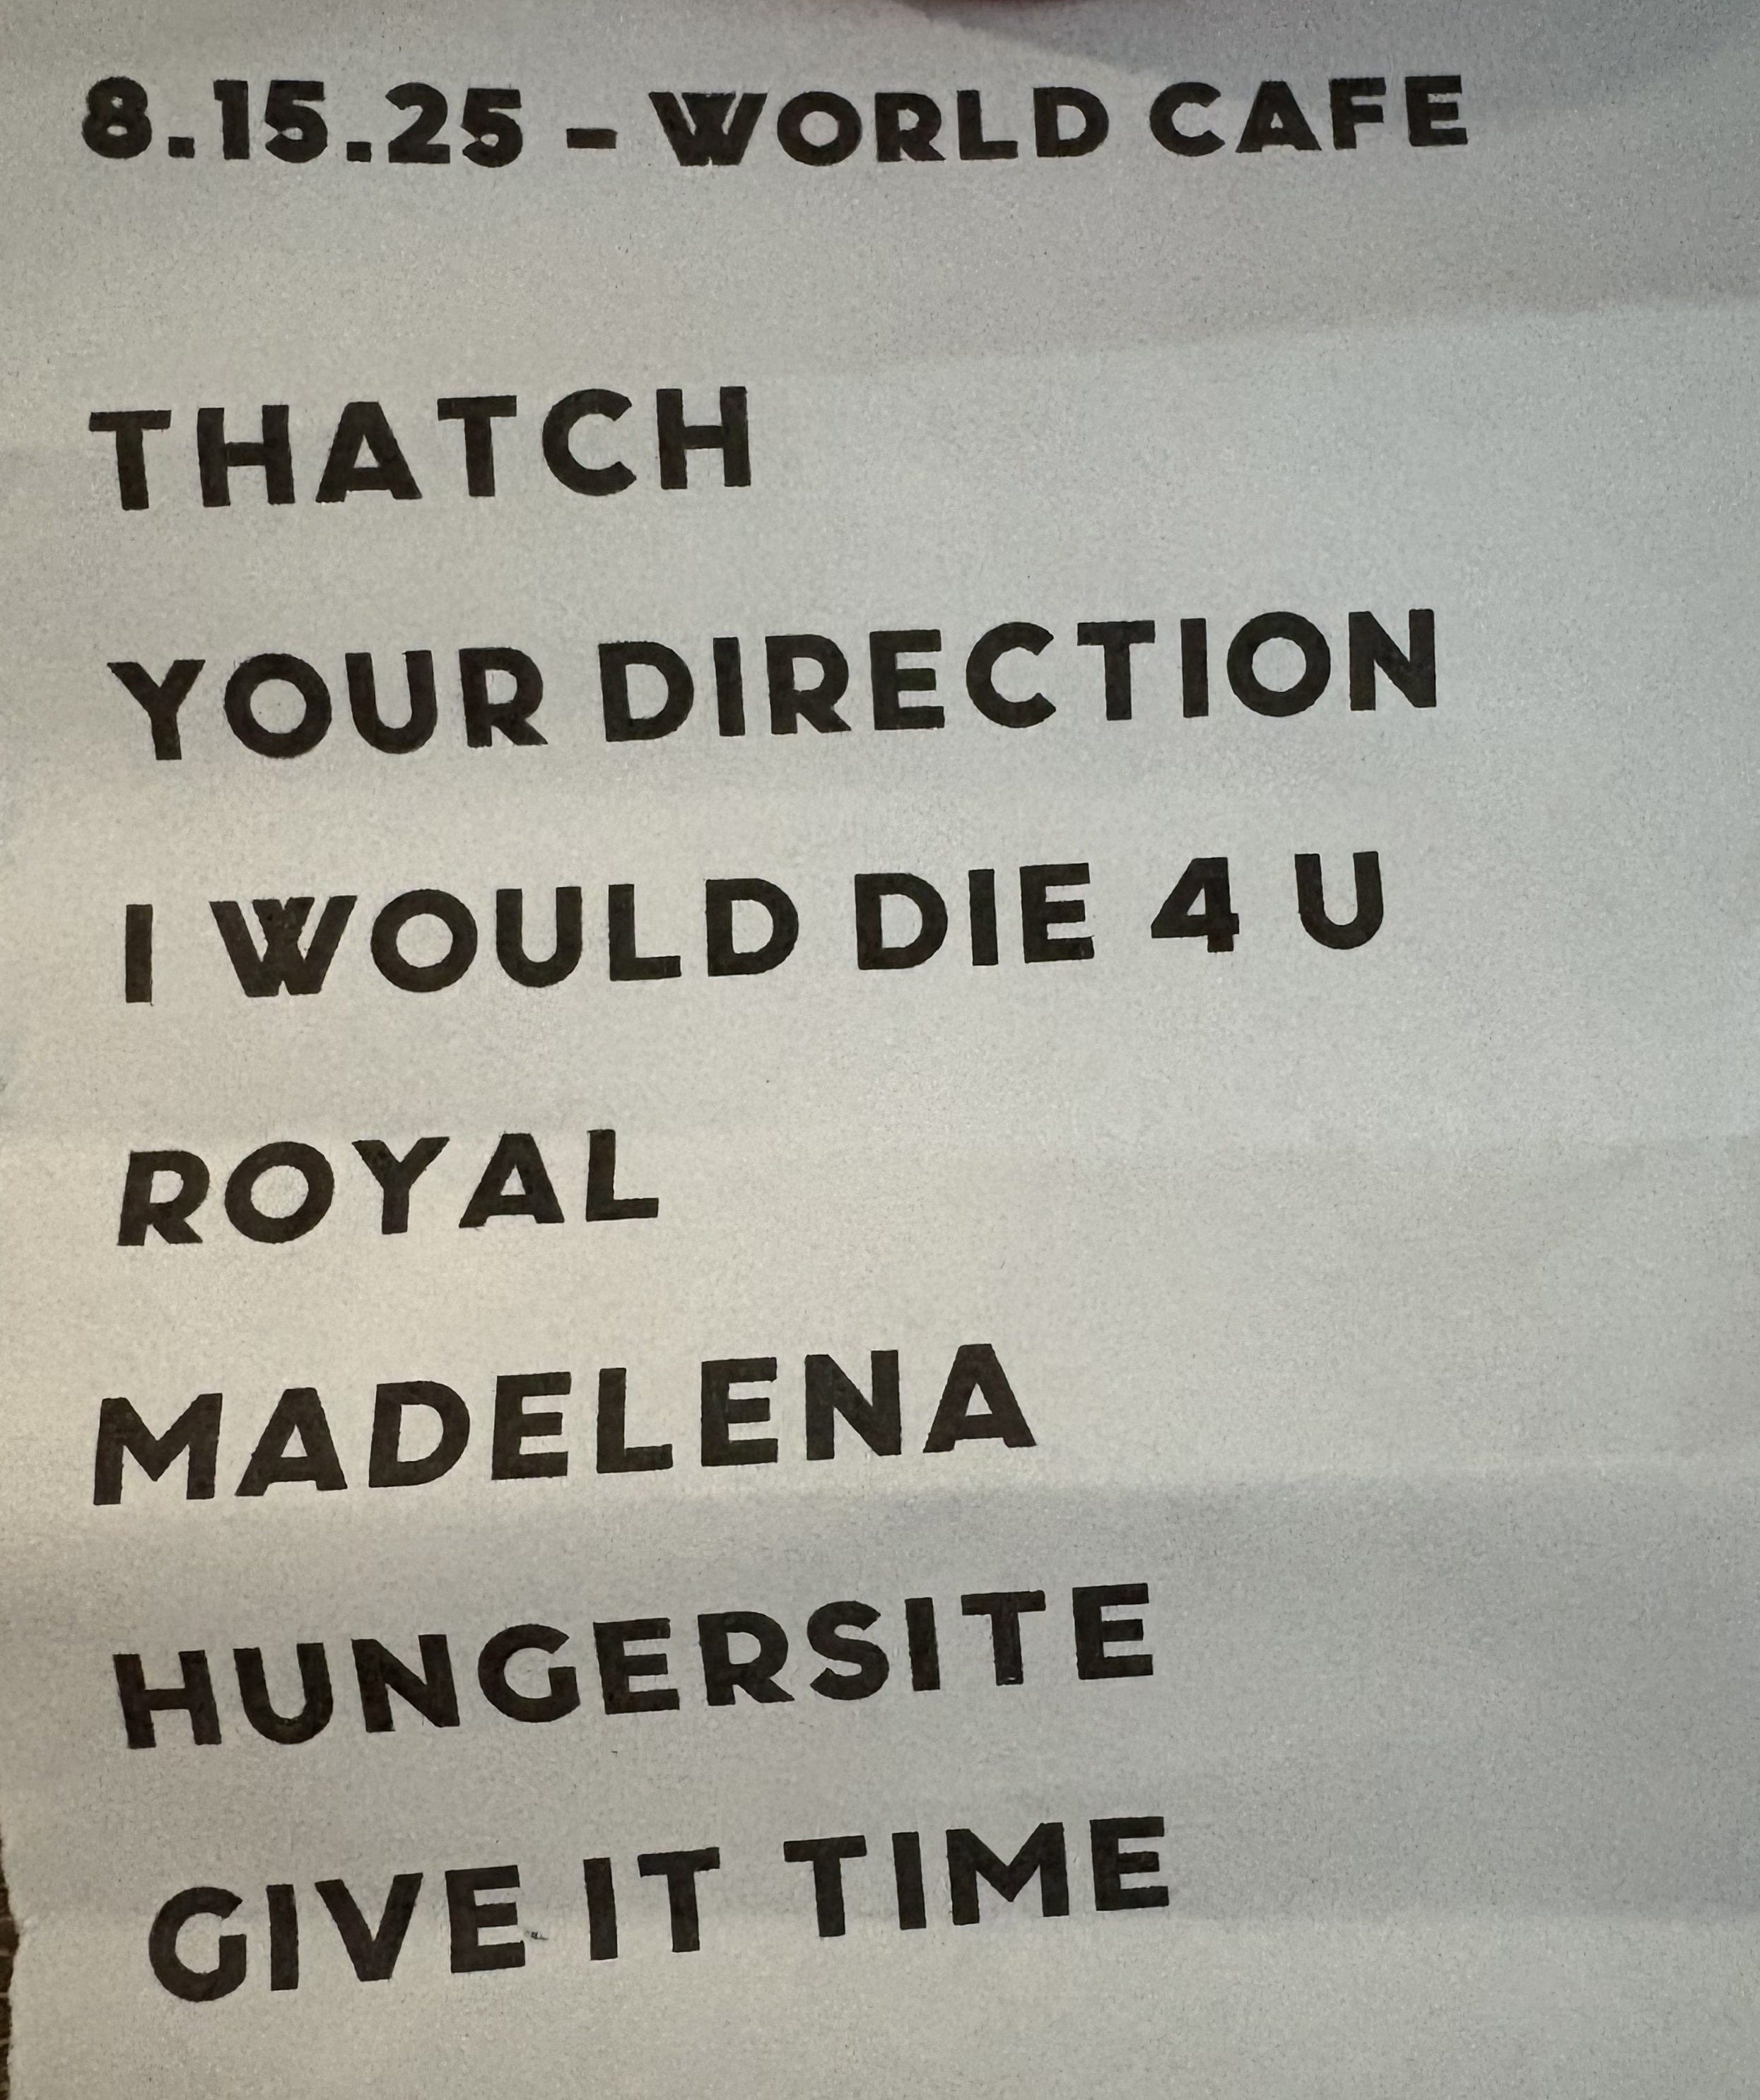 8.15.25 - WORLD CAFE
THATCH
YOUR DIRECTION
I WOULD DIE 4 U
ROYAL
MADELENA
HUNGERSITE
GIVE IT TIME